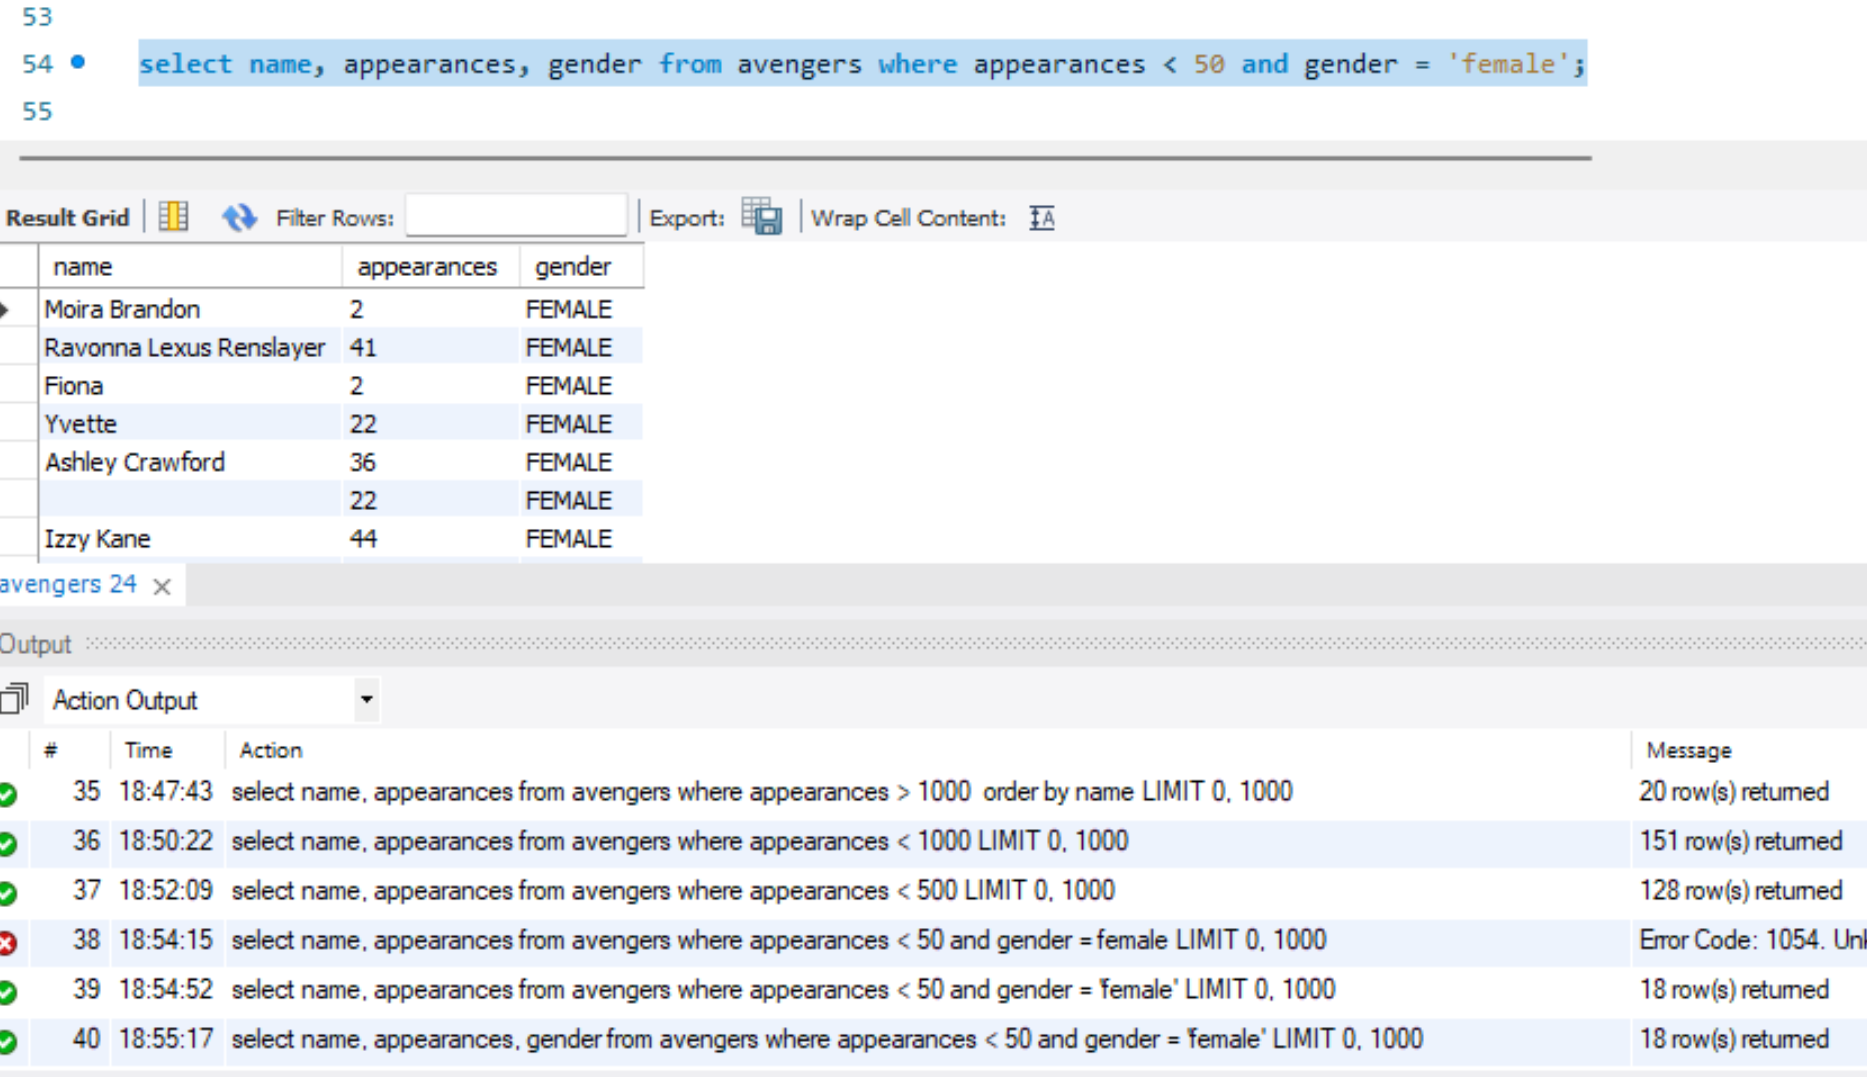 53
54 select name, appearances, gender from avengers where appearances < 50 and gender = 'female';
55
Result Grid Filter Rows: Export: Wrap Cell Content:
name appearances gender
Moira Brandon 2 FEMALE
Ravonna Lexus Renslayer 41 FEMALE
Fiona 2 FEMALE
Yvette 22 FEMALE
Ashley Crawford 36 FEMALE
22 FEMALE
Izzy Kane 44 FEMALE
avengers 24
Output
Action Output
# Time Action Message
35 18:47:43 select name, appearances from avengers where appearances > 1000 order by name LIMIT 0, 1000 20 row(s) returned
36 18:50:22 select name, appearances from avengers where appearances < 1000 LIMIT 0, 1000 151 row(s) returned
37 18:52:09 select name, appearances from avengers where appearances < 500 LIMIT 0, 1000 128 row(s) returned
38 18:54:15 select name, appearances from avengers where appearances < 50 and gender = female LIMIT 0, 1000 Error Code: 1054.
39 18:54:52 select name, appearances from avengers where appearances < 50 and gender = 'female' LIMIT 0, 1000 18 row(s) returned
40 18:55:17 select name, appearances, gender from avengers where appearances < 50 and gender = 'female' LIMIT 0, 1000 18 row(s) returned